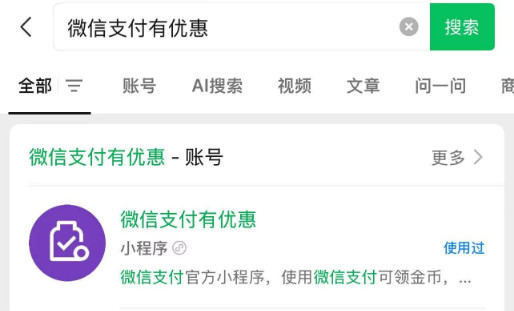 微信支付有优惠 搜索
全部 账号 AI搜索 视频 文章 问一问 商
微信支付有优惠 - 账号 更多
微信支付有优惠
小程序 使用过
微信支付官方小程序，使用微信支付可领金币，...